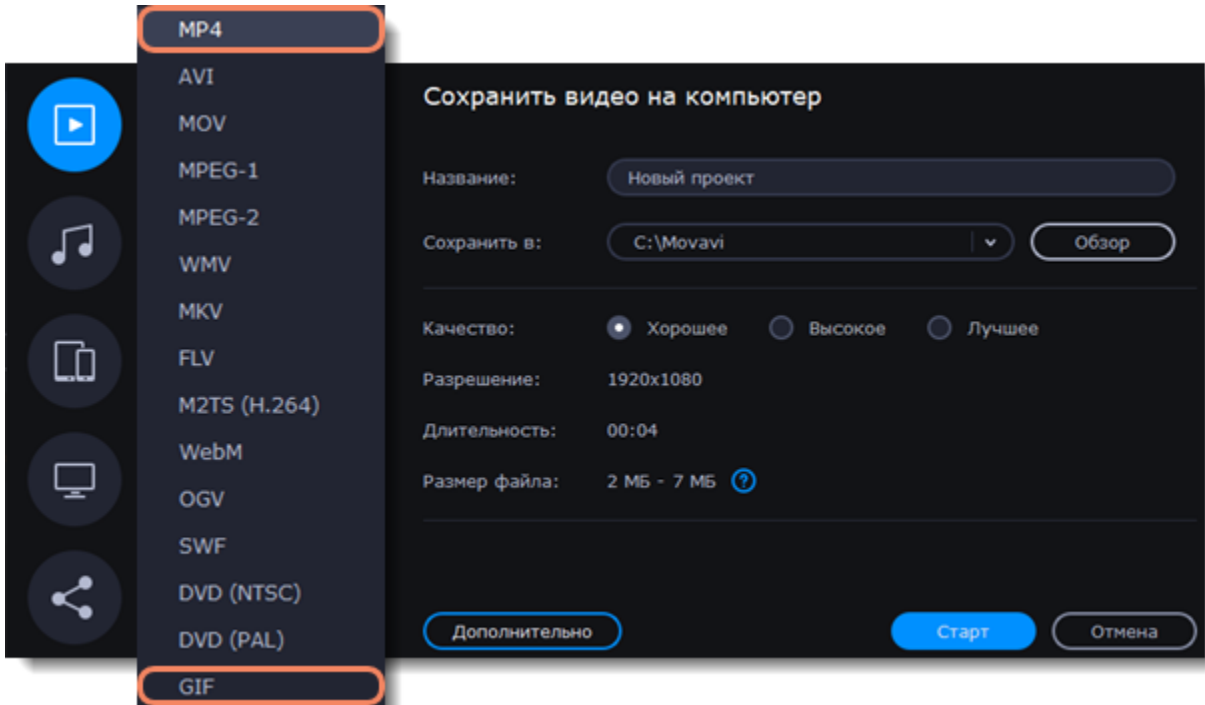 MP4
AVI
MOV
MPEG-1
MPEG-2
WMV
MKV
FLV
M2TS (H.264)
WebM
OGV
SWF
DVD (NTSC)
DVD (PAL)
GIF
Сохранить видео на компьютер
Название: Новый проект
Сохранить в: C:\Movavi Обзор
Качество: Хорошее Высокое Лучшее
Разрешение: 1920x1080
Длительность: 00:04
Размер файла: 2 МБ - 7 МБ ?
Дополнительно Старт Отмена